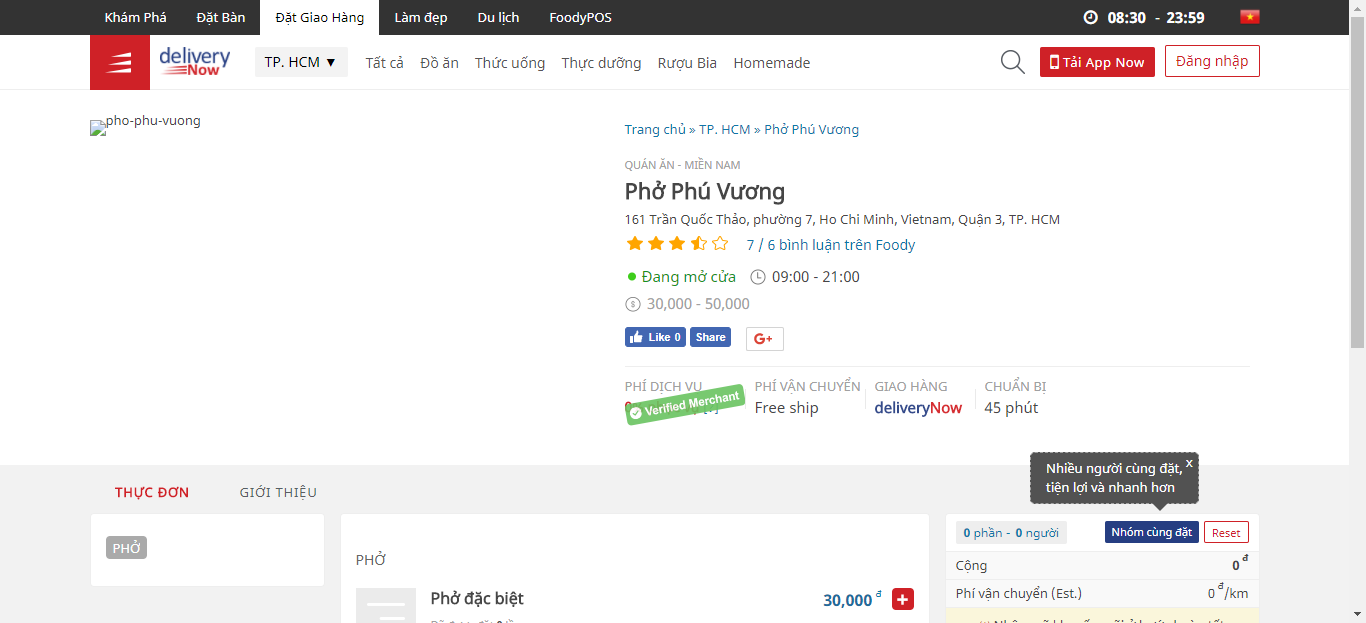 Khám Phá Đặt Bàn Đặt Giao Hàng Làm đẹp Du lịch FoodyPOS 08:30 - 23:59
delivery Now TP. HCM ▼ Tất cả Đồ ăn Thức uống Thực dưỡng Rượu Bia Homemade Tải App Now Đăng nhập
pho-phu-vuong
Trang chủ » TP. HCM » Phở Phú Vương
QUÁN ĂN - MIỀN NAM
Phở Phú Vương
161 Trần Quốc Thảo, phường 7, Ho Chi Minh, Vietnam, Quận 3, TP. HCM
7 / 6 bình luận trên Foody
Đang mở cửa 09:00 - 21:00
30,000 - 50,000
Like 0 Share G+
PHÍ DỊCH VỤ PHÍ VẬN CHUYỂN GIAO HÀNG CHUẨN BỊ
Verified Merchant Free ship deliveryNow 45 phút
Nhiều người cùng đặt, x
tiện lợi và nhanh hơn
THỰC ĐƠN GIỚI THIỆU
PHỞ
PHỞ
Phở đặc biệt 30,000 đ
0 phần - 0 người Nhóm cùng đặt Reset
Cộng 0 đ
Phí vận chuyển (Est.) 0 đ/km